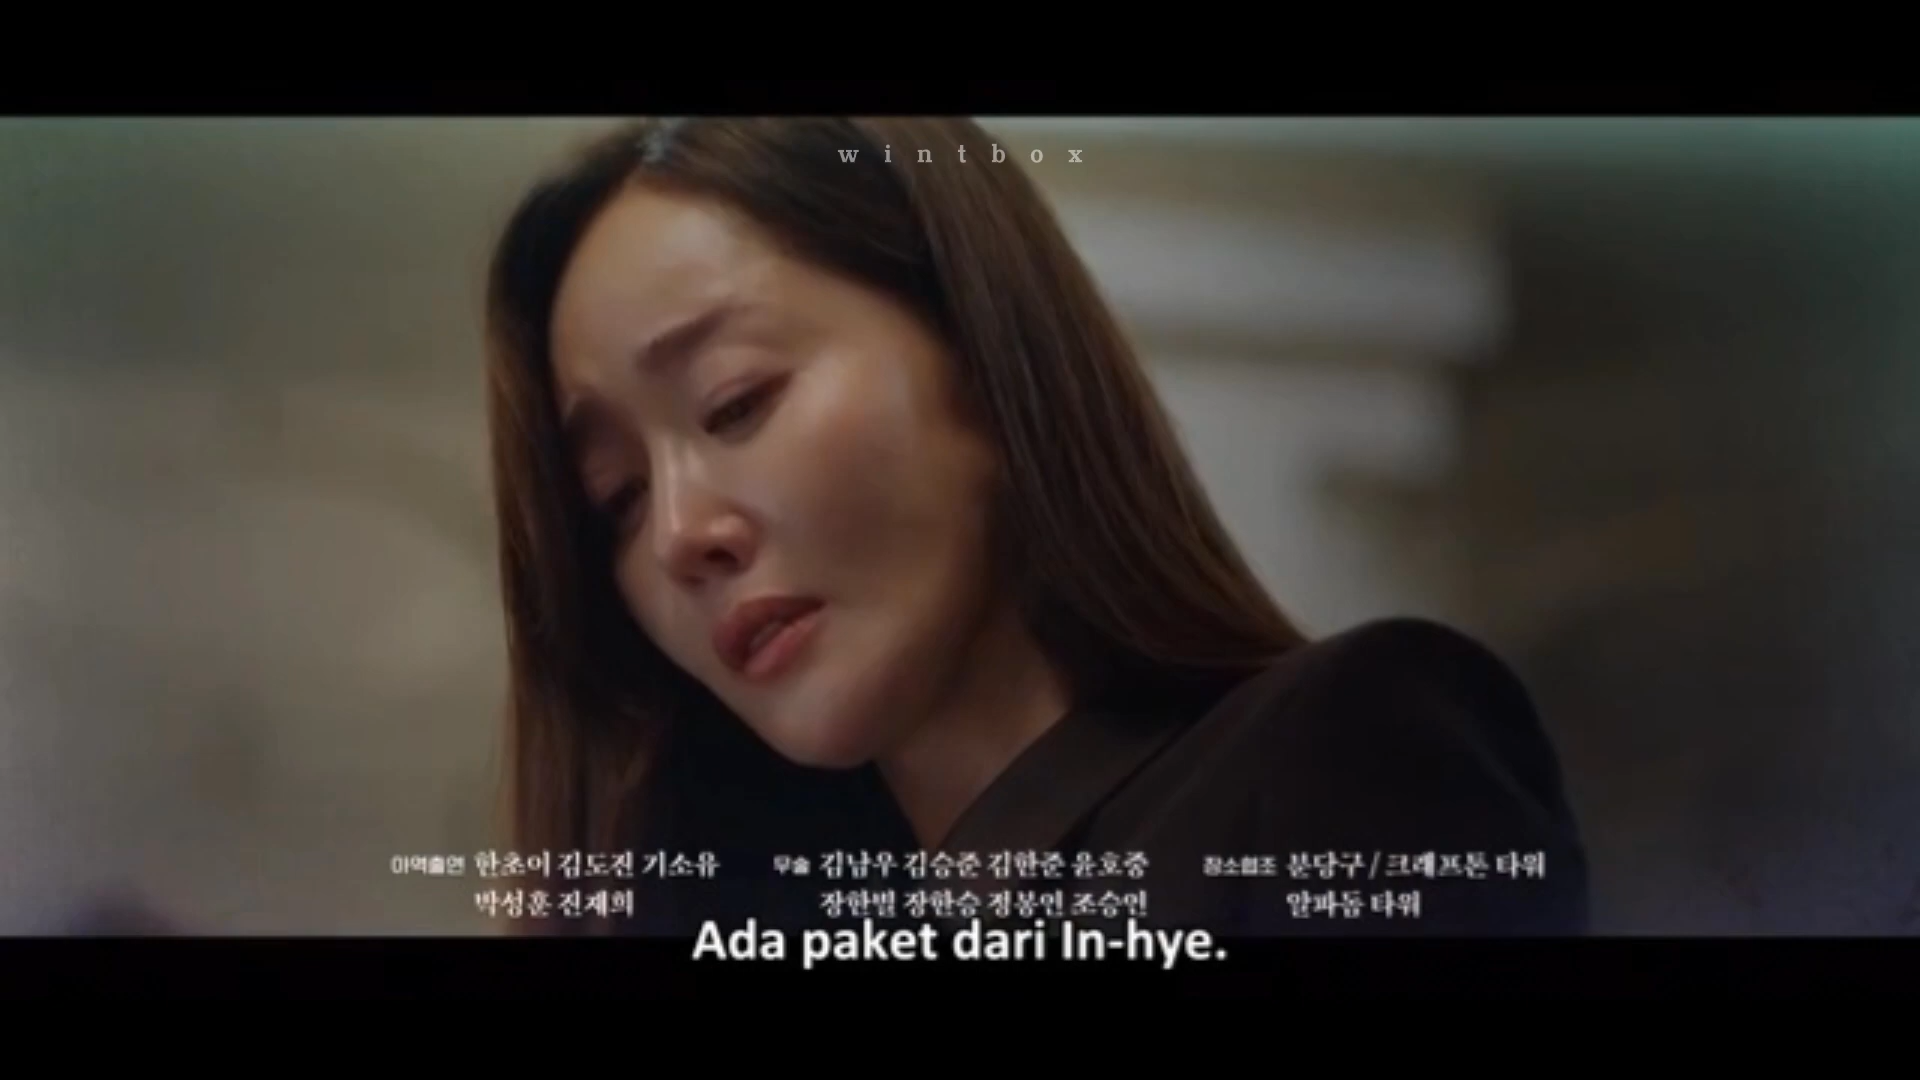 wintbox
아역출연 한초이 김도진 기소유 무술 김남우 김승준 김한준 윤호중 장소협조 분당구 / 크래프톤 타워
박성훈 진재희 장한별 장한승 정봉인 조승인 알파돔 타워
Ada paket dari In-hye.